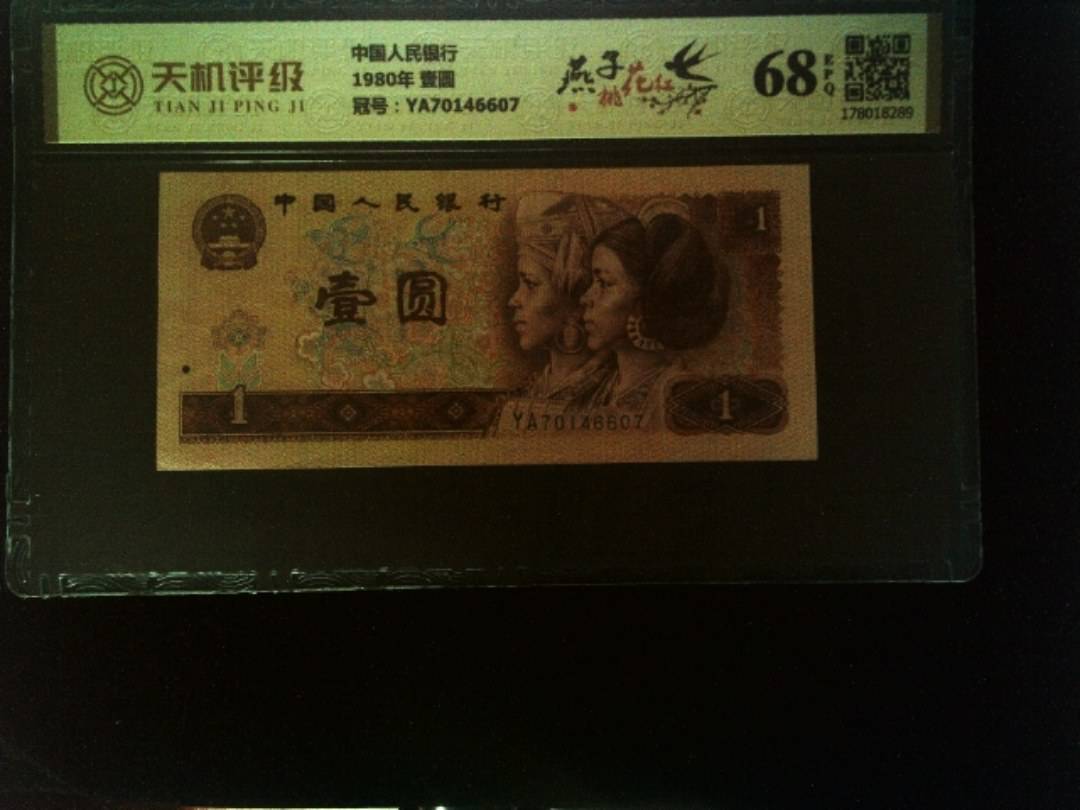 天机评级
TIAN JI PING JI
中国人民银行
1980年 壹圆
冠号：YA70146607
燕子
桃花红
68
EPQ
178018289
中国人民银行
壹圆
1
1
YA70146607
1